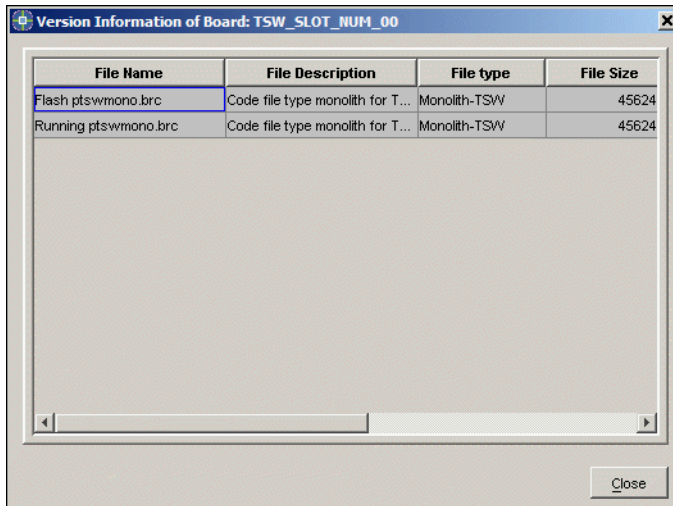 Version Information of Board: TSW_SLOT_NUM_00
File Name File Description File type File Size
Flash ptswmono.brc Code file type monolith for T... Monolith-TSW 45624
Running ptswmono.brc Code file type monolith for T... Monolith-TSW 45624
Close